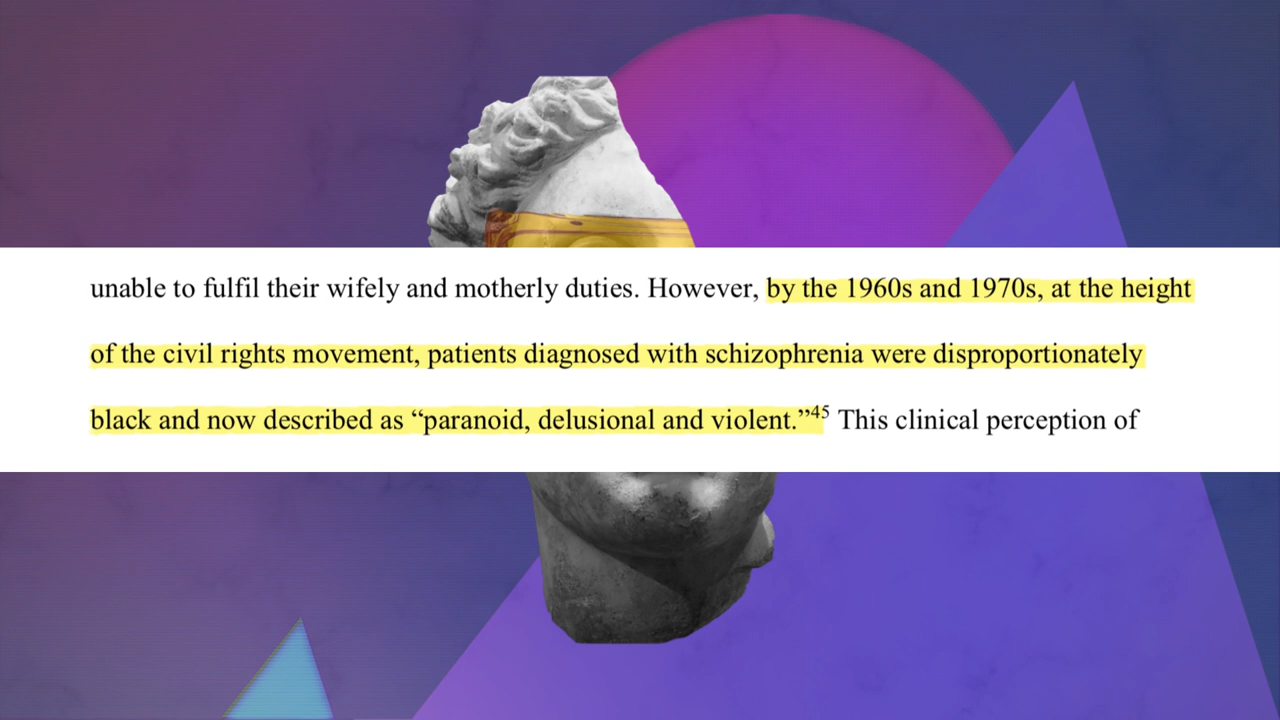 unable to fulfil their wifely and motherly duties. However, by the 1960s and 1970s, at the height
of the civil rights movement, patients diagnosed with schizophrenia were disproportionately
black and now described as “paranoid, delusional and violent.”45 This clinical perception of